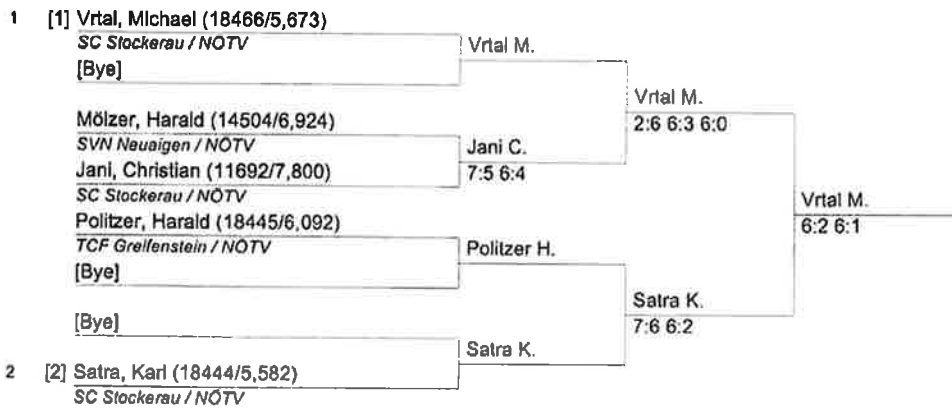 1 [1] Vrtal, Michael (18466/5,673)
SC Stockerau / NÖTV
[Bye]
Vrtal M.
Mölzer, Harald (14504/6,924)
SVN Neuaigen / NÖTV
Jani, Christian (11692/7,800)
SC Stockerau / NÖTV
Jani C.
7:5 6:4
Vrtal M.
2:6 6:3 6:0
Politzer, Harald (18445/6,092)
TCF Greifenstein / NÖTV
[Bye]
Politzer H.
[Bye]
2 [2] Satra, Karl (18444/5,582)
SC Stockerau / NÖTV
Satra K.
Satra K.
7:6 6:2
Vrtal M.
6:2 6:1